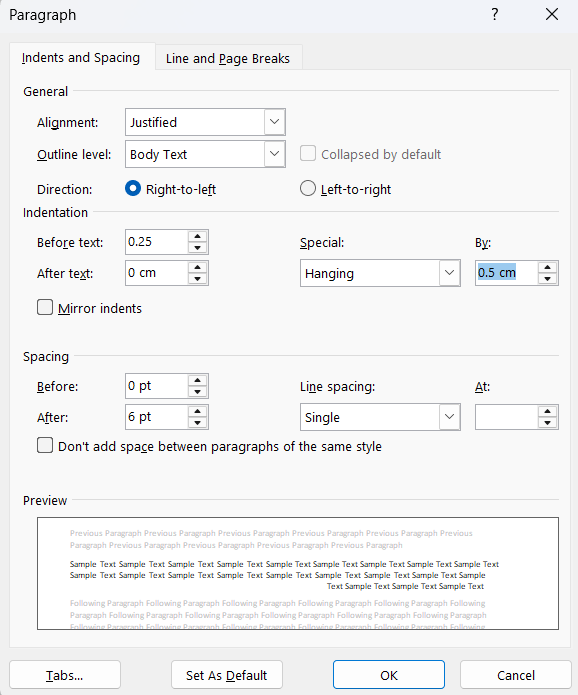 Paragraph ?
Indents and Spacing Line and Page Breaks
General
Alignment: Justified
Outline level: Body Text Collapsed by default
Direction: Right-to-left Left-to-right
Indentation
Before text: 0.25 Special: By:
After text: 0 cm Hanging 0.5 cm
Mirror indents
Spacing
Before: 0 pt Line spacing: At:
After: 6 pt Single
Don't add space between paragraphs of the same style
Preview
Previous Paragraph Previous Paragraph Previous Paragraph Previous Paragraph Previous Paragraph Previous
Paragraph Previous Paragraph Previous Paragraph Previous Paragraph
Sample Text Sample Text Sample Text Sample Text Sample Text Sample Text Sample Text Sample Text Sample Text
Sample Text Sample Text Sample Text Sample Text Sample Text Sample Text Sample Text Sample Text Sample
Text Sample Text Sample Text Sample Text
Following Paragraph Following Paragraph Following Paragraph Following Paragraph Following Paragraph
Following Paragraph Following Paragraph Following Paragraph Following Paragraph Following Paragraph
Following Paragraph Following Paragraph Following Paragraph Following Paragraph Following Paragraph
Tabs... Set As Default OK Cancel